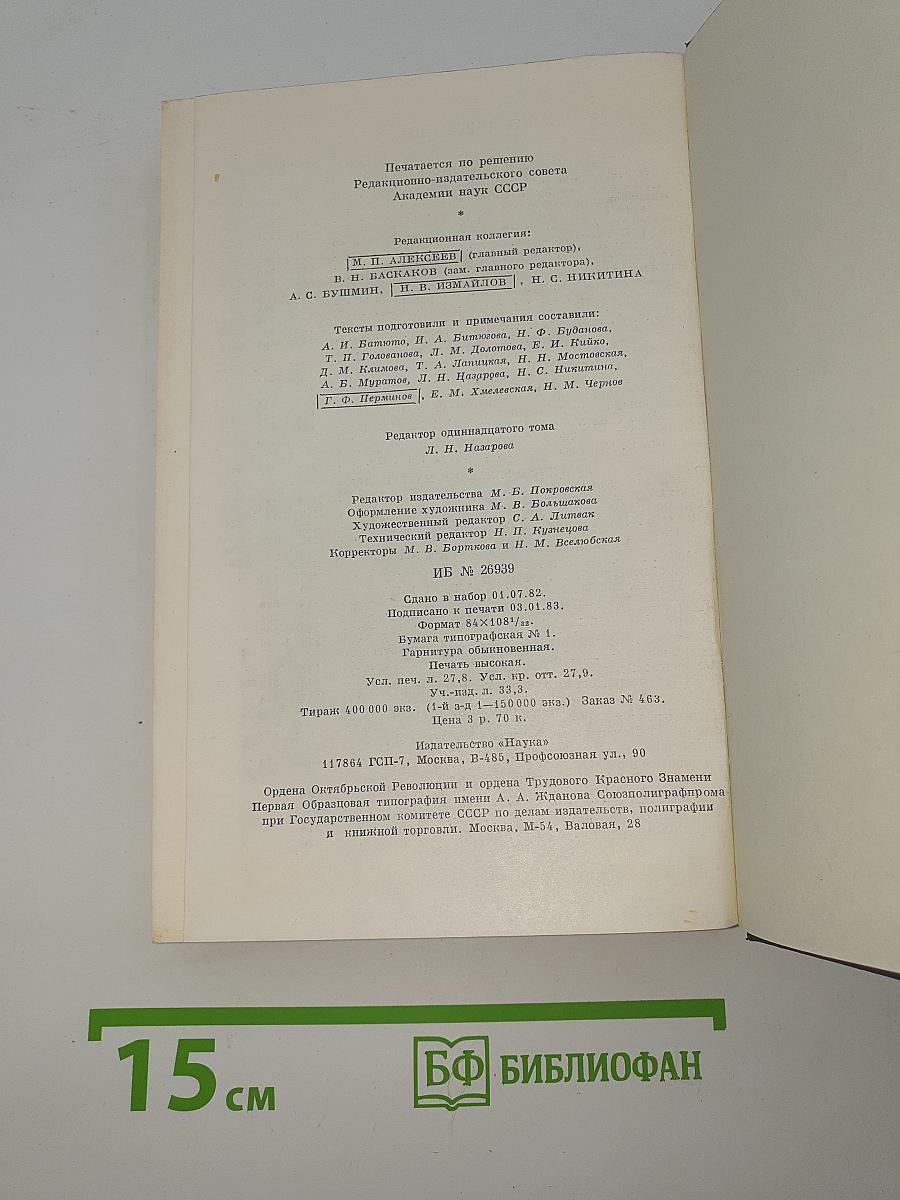 Печатается по решению
Редакционно-издательского совета
Академии наук СССР
*
Редакционная коллегия:
М. П. АЛЕКСЕЕВ (главный редактор),
В. Н. БАСКАКОВ (зам. главного редактора),
А. С. БУШМИН, Н. В. ИЗМАЙЛОВ, Н. С. НИКИТИНА
Тексты подготовили и примечания составили:
А. И. Батюто, И. А. Битюгова, Н. Ф. Буданова,
Т. П. Голованова, Л. М. Долотова, Е. И. Кийко,
Д. М. Климова, Т. А. Лапицкая, Н. Н. Мостовская,
А. Б. Муратов, Л. Н. Назарова, Н. С. Никитина,
Г. Ф. Перминов, Е. М. Хмелевская, Н. М. Чернов
Редактор одиннадцатого тома
Л. Н. Назарова
*
Редактор издательства М. Б. Покровская
Оформление художника М. В. Большакова
Художественный редактор С. А. Литвак
Технический редактор Н. П. Кузнецова
Корректоры М. В. Борткова и Н. М. Вселюбская
ИБ № 26939
Сдано в набор 01.07.82.
Подписано к печати 03.01.83.
Формат 84×108¹/₃₂.
Бумага типографская № 1.
Гарнитура обыкновенная.
Печать высокая.
Усл. печ. л. 27,8. Усл. кр. отт. 27,9.
Уч.-изд. л. 33,3.
Тираж 400 000 экз. (1-й з-д 1—150 000 экз.) Заказ № 463.
Цена 3 р. 70 к.
Издательство «Наука»
117864 ГСП-7, Москва, В-485, Профсоюзная ул., 90
Ордена Октябрьской Революции и ордена Трудового Красного Знамени
Первая Образцовая типография имени А. А. Жданова Союзполиграфпрома
при Государственном комитете СССР по делам издательств, полиграфии
и книжной торговли. Москва, М-54, Валовая, 28
15 см
БФ БИБЛИОФАН